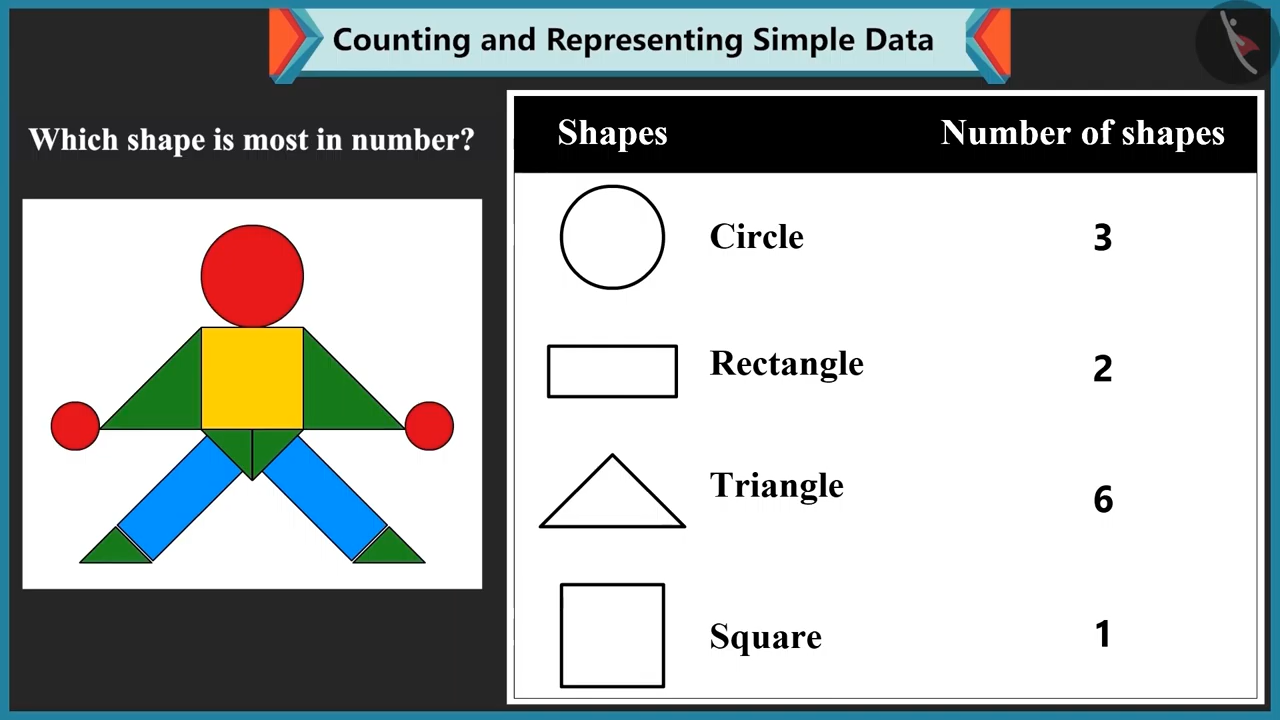 Counting and Representing Simple Data
Which shape is most in number?
Shapes Number of shapes
Circle 3
Rectangle 2
Triangle 6
Square 1